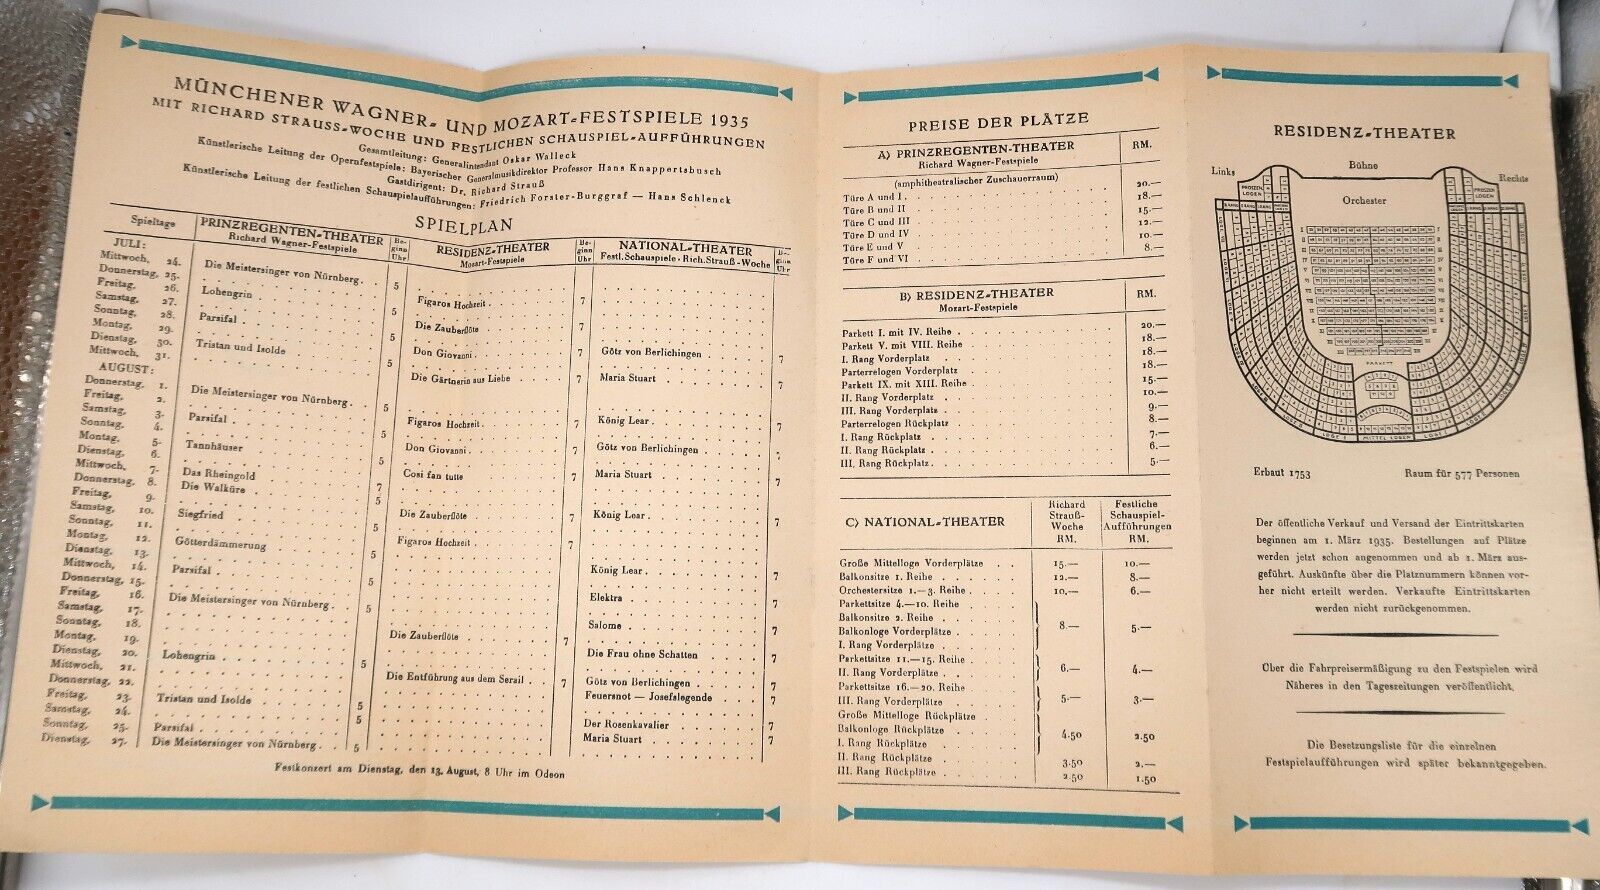 MÜNCHENER WAGNER- UND MOZART-FESTSPIELE 1935
MIT RICHARD STRAUSS-WOCHE UND FESTLICHEN SCHAUSPIEL-AUFFÜHRUNGEN
Gesamtleitung: Generalintendant Oskar Walleck
Künstlerische Leitung der Opernfestspiele: Bayerischer Generalmusikdirektor Professor Hans Knappertsbusch
Gastdirigent: Dr. Richard Strauß
Künstlerische Leitung der festlichen Schauspielaufführungen: Friedrich Forster-Burggraf — Hans Schlenck
SPIELPLAN
Spieltage
PRINZREGENTEN-THEATER
Richard Wagner-Festspiele
Beginn Uhr
RESIDENZ-THEATER
Mozart-Festspiele
Beginn Uhr
NATIONAL-THEATER
Festl. Schauspiele · Rich. Strauß-Woche
Beginn Uhr
JULI:
Mittwoch, 24.
Donnerstag, 25.
Freitag, 26.
Samstag, 27.
Sonntag, 28.
Montag, 29.
Dienstag, 30.
Mittwoch, 31.
AUGUST:
Donnerstag, 1.
Freitag, 2.
Samstag, 3.
Sonntag, 4.
Montag, 5.
Dienstag, 6.
Mittwoch, 7.
Donnerstag, 8.
Freitag, 9.
Samstag, 10.
Sonntag, 11.
Montag, 12.
Dienstag, 13.
Mittwoch, 14.
Donnerstag, 15.
Freitag, 16.
Samstag, 17.
Sonntag, 18.
Montag, 19.
Dienstag, 20.
Mittwoch, 21.
Donnerstag, 22.
Freitag, 23.
Samstag, 24.
Sonntag, 25.
Dienstag, 27.
Die Meistersinger von Nürnberg 5
Lohengrin 5
Parsifal 5
Tristan und Isolde 5
Die Meistersinger von Nürnberg 5
Parsifal 5
Tannhäuser 5
Das Rheingold 7
Die Walküre 5
Siegfried 5
Götterdämmerung 5
Parsifal 5
Die Meistersinger von Nürnberg 5
Lohengrin 5
Tristan und Isolde 5
Parsifal 5
Die Meistersinger von Nürnberg 5
Figaros Hochzeit 7
Die Zauberflöte 7
Don Giovanni 7
Die Gärtnerin aus Liebe 7
Figaros Hochzeit 7
Don Giovanni 7
Cosi fan tutte 7
Die Zauberflöte 7
Figaros Hochzeit 7
Die Zauberflöte 7
Die Entführung aus dem Serail 7
Götz von Berlichingen 7
Maria Stuart 7
König Lear 7
Götz von Berlichingen 7
Maria Stuart 7
König Lear 7
König Lear 7
Elektra 7
Salome 7
Die Frau ohne Schatten 7
Götz von Berlichingen 7
Feuersnot — Josefslegende 7
Der Rosenkavalier 7
Maria Stuart 7
Festkonzert am Dienstag, den 13. August, 8 Uhr im Odeon
PREISE DER PLÄTZE
A) PRINZREGENTEN-THEATER
Richard Wagner-Festspiele
RM.
(amphitheatralischer Zuschauerraum)
Türe A und I 20.—
Türe B und II 18.—
Türe C und III 15.—
Türe D und IV 12.—
Türe E und V 10.—
Türe F und VI 8.—
B) RESIDENZ-THEATER
Mozart-Festspiele
RM.
Parkett I. mit IV. Reihe 20.—
Parkett V. mit VIII. Reihe 18.—
I. Rang Vorderplatz 18.—
Parterrelogen Vorderplatz 18.—
Parkett IX. mit XIII. Reihe 15.—
II. Rang Vorderplatz 10.—
III. Rang Vorderplatz 9.—
Parterrelogen Rückplatz 8.—
I. Rang Rückplatz 7.—
II. Rang Rückplatz 6.—
III. Rang Rückplatz 5.—
C) NATIONAL-THEATER
Richard Strauß-Woche RM.
Festliche Schauspiel-Aufführungen RM.
Große Mittelloge Vorderplätze 15.— 10.—
Balkonsitze 1. Reihe 12.— 8.—
Orchestersitze 1.—3. Reihe 10.— 6.—
Parkettsitze 4.—10. Reihe
Balkonsitze 2. Reihe
Balkonloge Vorderplätze 8.— 5.—
I. Rang Vorderplätze
Parkettsitze 11.—15. Reihe
II. Rang Vorderplätze 6.— 4.—
Parkettsitze 16.—20. Reihe
III. Rang Vorderplätze 5.— 3.—
Große Mittelloge Rückplätze
Balkonloge Rückplätze 4.50 2.50
I. Rang Rückplätze
II. Rang Rückplätze 3.50 2.—
III. Rang Rückplätze 2.50 1.50
RESIDENZ-THEATER
Links
Bühne
Rechts
PROSZEN. LOGEN
PROSZEN. LOGEN
Orchester
PARKETT
LOGE I
MITTEL LOGEN
LOGE I
Erbaut 1753
Raum für 577 Personen
Der öffentliche Verkauf und Versand der Eintrittskarten
beginnen am 1. März 1935. Bestellungen auf Plätze
werden jetzt schon angenommen und ab 1. März aus-
geführt. Auskünfte über die Platznummern können vor-
her nicht erteilt werden. Verkaufte Eintrittskarten
werden nicht zurückgenommen.
Über die Fahrpreisermäßigung zu den Festspielen wird
Näheres in den Tageszeitungen veröffentlicht.
Die Besetzungsliste für die einzelnen
Festspielaufführungen wird später bekanntgegeben.